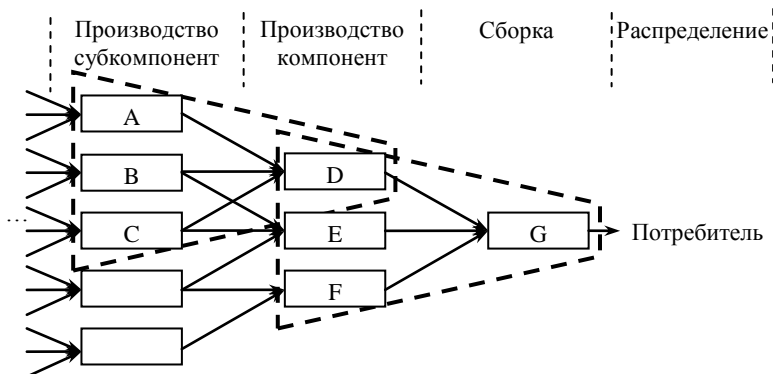 Производство субкомпонент
Производство компонент
Сборка
Распределение
A
B
D
...
C
E
G
Потребитель
F